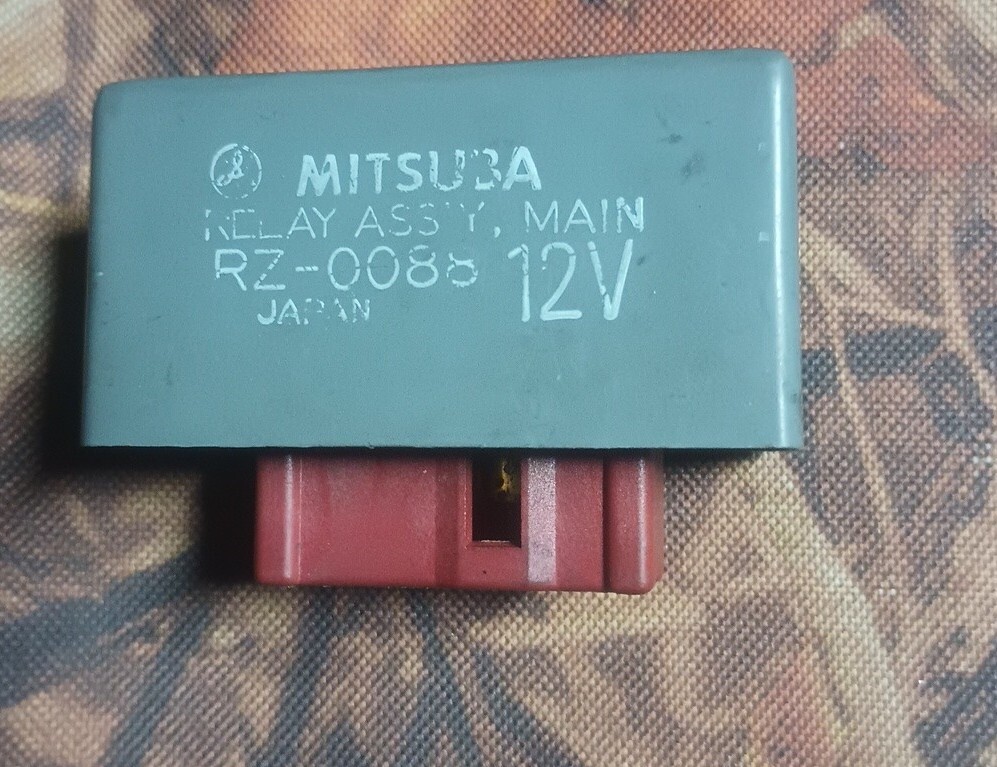 MITSUBA
RELAY ASS'Y, MAIN
RZ-0088 12V
JAPAN